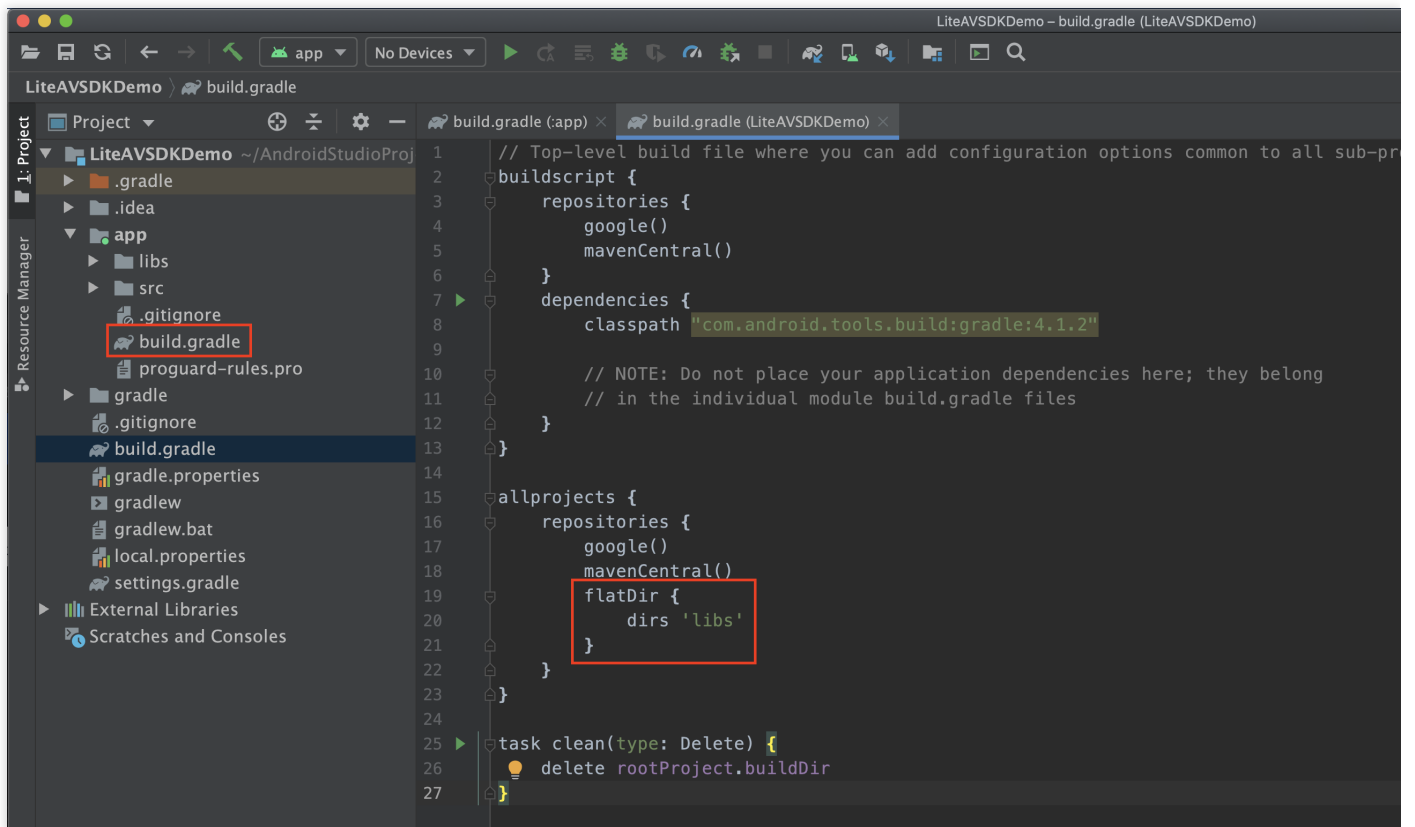 LiteAVSDKDemo – build.gradle (LiteAVSDKDemo)
app
No Devices
LiteAVSDKDemo
build.gradle
1: Project
Resource Manager
Project
LiteAVSDKDemo ~/AndroidStudioProj
.gradle
.idea
app
libs
src
.gitignore
build.gradle
proguard-rules.pro
gradle
.gitignore
build.gradle
gradle.properties
gradlew
gradlew.bat
local.properties
settings.gradle
External Libraries
Scratches and Consoles
build.gradle (:app)
build.gradle (LiteAVSDKDemo)
1 // Top-level build file where you can add configuration options common to all sub-pro
2 buildscript {
3 repositories {
4 google()
5 mavenCentral()
6 }
7 dependencies {
8 classpath "com.android.tools.build:gradle:4.1.2"
9
10 // NOTE: Do not place your application dependencies here; they belong
11 // in the individual module build.gradle files
12 }
13 }
14
15 allprojects {
16 repositories {
17 google()
18 mavenCentral()
19 flatDir {
20 dirs 'libs'
21 }
22 }
23 }
24
25 task clean(type: Delete) {
26 delete rootProject.buildDir
27 }